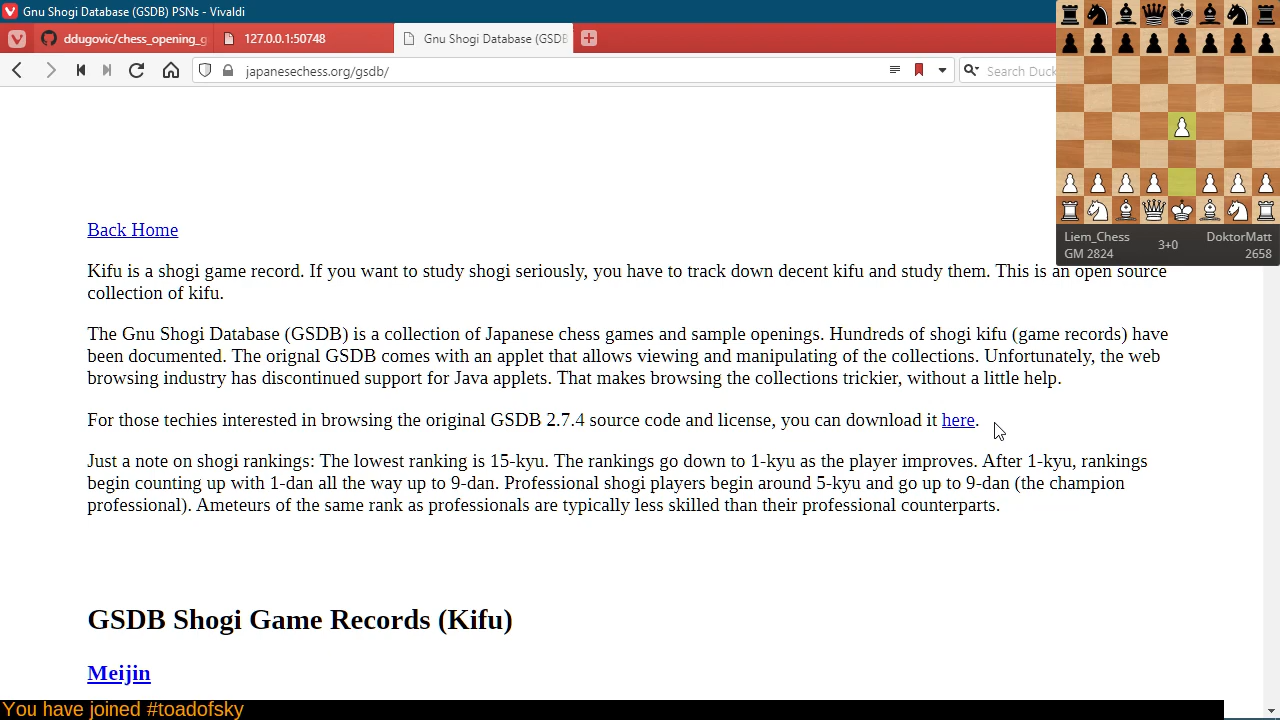 Gnu Shogi Database (GSDB) PSNs - Vivaldi
ddugovic/chess_opening_g
127.0.0.1:50748
Gnu Shogi Database (GSDB
japanesechess.org/gsdb/
Search Duck
Back Home
Kifu is a shogi game record. If you want to study shogi seriously, you have to track down decent kifu and study them. This is an open source
collection of kifu.
The Gnu Shogi Database (GSDB) is a collection of Japanese chess games and sample openings. Hundreds of shogi kifu (game records) have
been documented. The orignal GSDB comes with an applet that allows viewing and manipulating of the collections. Unfortunately, the web
browsing industry has discontinued support for Java applets. That makes browsing the collections trickier, without a little help.
For those techies interested in browsing the original GSDB 2.7.4 source code and license, you can download it here.
Just a note on shogi rankings: The lowest ranking is 15-kyu. The rankings go down to 1-kyu as the player improves. After 1-kyu, rankings
begin counting up with 1-dan all the way up to 9-dan. Professional shogi players begin around 5-kyu and go up to 9-dan (the champion
professional). Ameteurs of the same rank as professionals are typically less skilled than their professional counterparts.
GSDB Shogi Game Records (Kifu)
Meijin
Liem_Chess
GM 2824
3+0
DoktorMatt
2658
You have joined #toadofsky